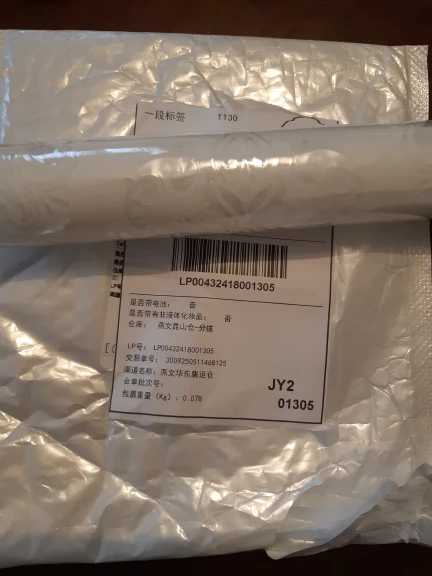 一段标签 1130
LP00432418001305
是否带电池： 否
是否带有非液体化妆品： 否
仓库： 燕文昆山仓-分拨
LP号： LP00432418001305
交易单号： 3009250511468125
渠道名称：燕文华东集运仓
合单批次号：
包裹重量（Kg）：0.078
JY2
01305